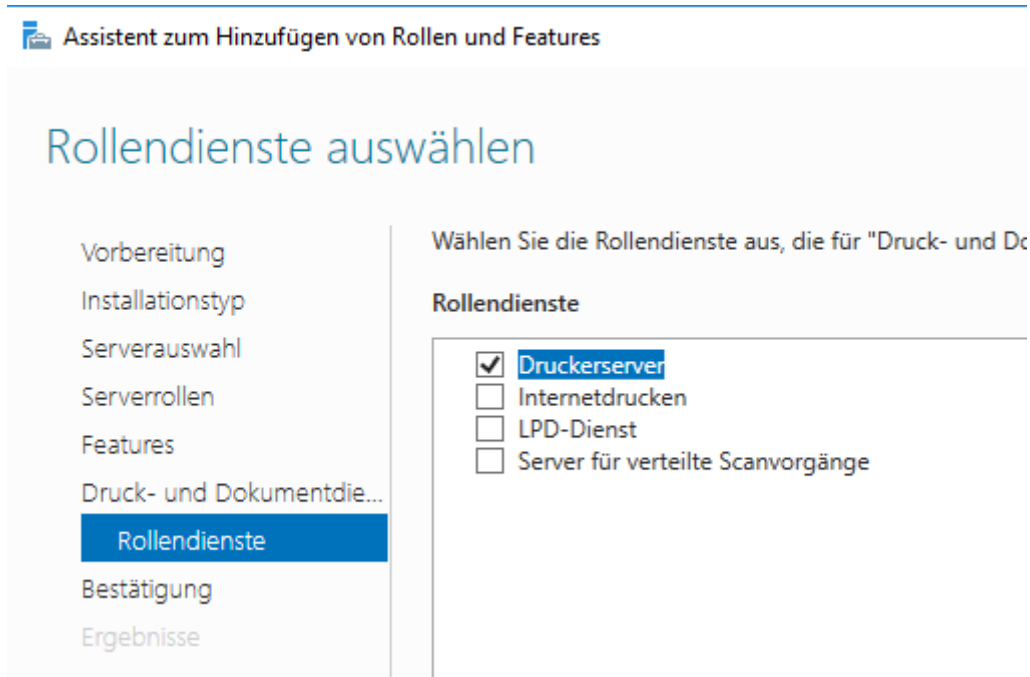 Assistent zum Hinzufügen von Rollen und Features
Rollendienste auswählen
Vorbereitung
Installationstyp
Serverauswahl
Serverrollen
Features
Druck- und Dokumentdie...
Rollendienste
Bestätigung
Ergebnisse
Wählen Sie die Rollendienste aus, die für "Druck- und Do
Rollendienste
Druckerserver
Internetdrucken
LPD-Dienst
Server für verteilte Scanvorgänge